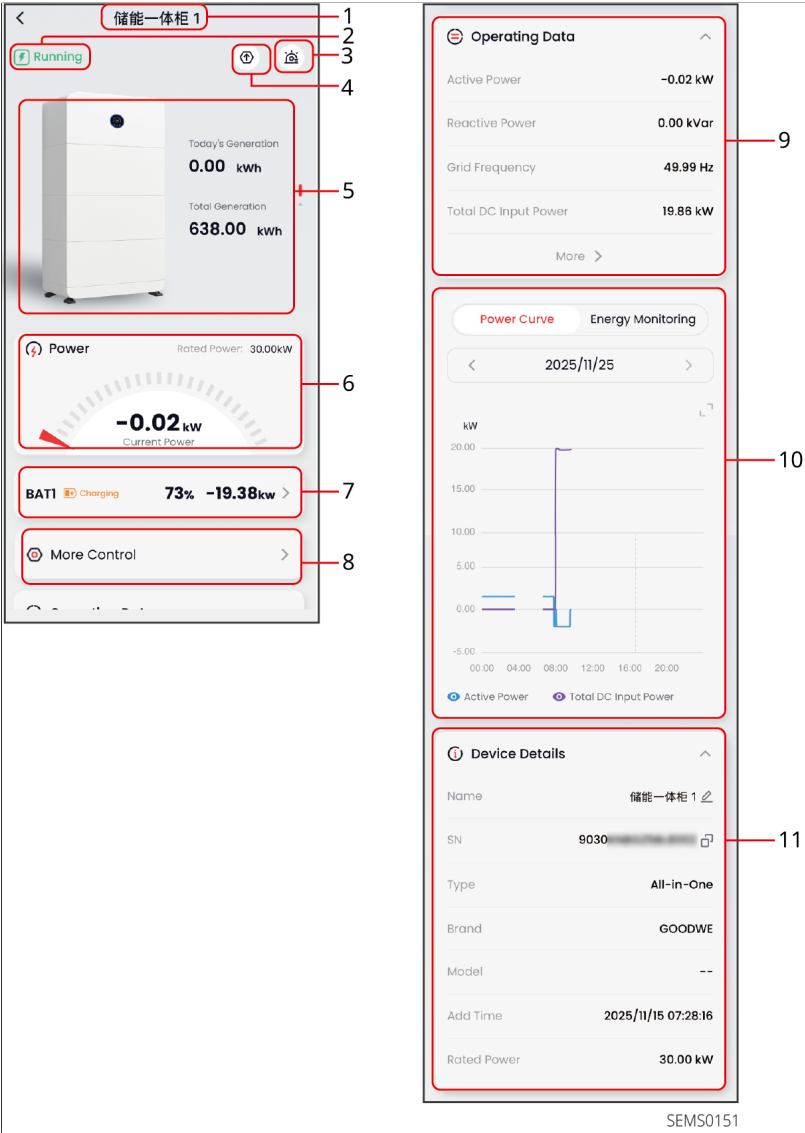 储能一体柜 1
1
2
Running
3
4
Today's Generation
0.00 kWh
5
Total Generation
638.00 kWh
Power
Rated Power: 30.00kW
6
-0.02 kW
Current Power
BAT1 Charging 73% -19.38kw
7
More Control
8
Operating Data
Active Power -0.02 kW
Reactive Power 0.00 kVar
9
Grid Frequency 49.99 Hz
Total DC Input Power 19.86 kW
More
Power Curve Energy Monitoring
2025/11/25
kW
20.00
10
15.00
10.00
5.00
0.00
-5.00
00:00 04:00 08:00 12:00 16:00 20:00
Active Power Total DC Input Power
Device Details
Name 储能一体柜 1
SN 9030
11
Type All-in-One
Brand GOODWE
Model --
Add Time 2025/11/15 07:28:16
Rated Power 30.00 kW
SEMS0151